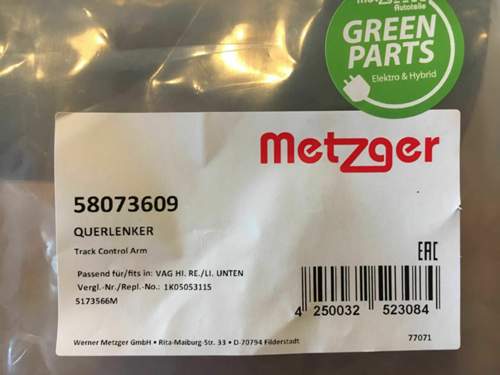 Metzger
Autoteile
GREEN
PARTS
Elektro & Hybrid
Metzger
58073609
QUERLENKER
Track Control Arm
Passend für/fits in: VAG HI. RE./LI. UNTEN
Vergl.-Nr./Repl.-No.: 1K0505311S
5173566M
EAC
4 250032 523084
Werner Metzger GmbH • Rita-Maiburg-Str. 33 • D-70794 Filderstadt
77071